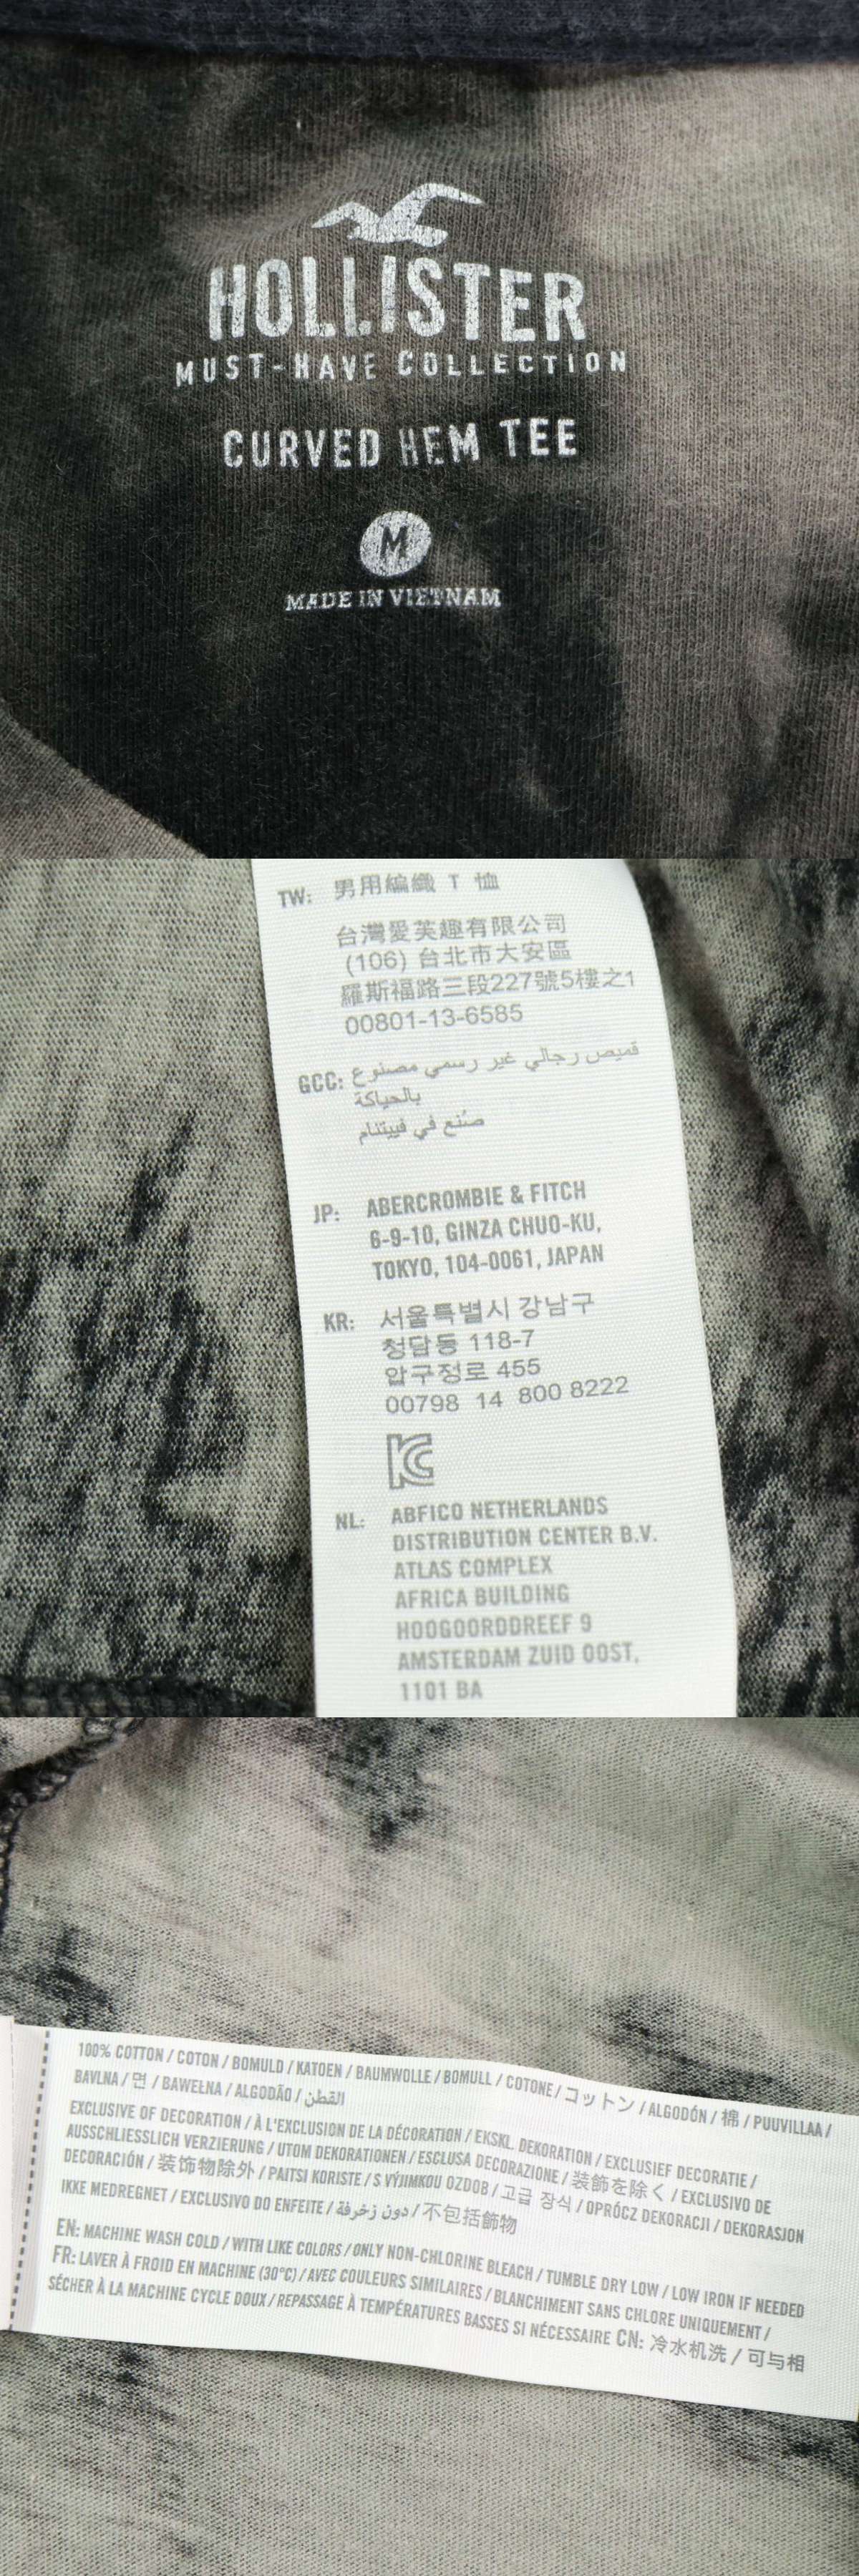 HOLLISTER
MUST-HAVE COLLECTION
CURVED HEM TEE
M
MADE IN VIETNAM
TW: 男用編織 T 恤
台灣愛芙趣有限公司
(106) 台北市大安區
羅斯福路三段227號5樓之1
00801-13-6585
GCC: قميص رجالي غير رسمي مصنوع
بالحياكة
صُنع في فييتنام
JP: ABERCROMBIE & FITCH
6-9-10, GINZA CHUO-KU,
TOKYO, 104-0061, JAPAN
KR: 서울특별시 강남구
청담동 118-7
압구정로 455
00798 14 800 8222
NL: ABFICO NETHERLANDS
DISTRIBUTION CENTER B.V.
ATLAS COMPLEX
AFRICA BUILDING
HOOGOORDDREEF 9
AMSTERDAM ZUID OOST,
1101 BA
100% COTTON / COTON / BOMULD / KATOEN / BAUMWOLLE / BOMULL / COTONE / コットン / ALGODÓN / 棉 / PUUVILLAA /
BAVLNA / 면 / BAWEŁNA / ALGODÃO / القطن
EXCLUSIVE OF DECORATION / À L'EXCLUSION DE LA DÉCORATION / EKSKL. DEKORATION / EXCLUSIEF DECORATIE /
AUSSCHLIESSLICH VERZIERUNG / UTOM DEKORATIONEN / ESCLUSA DECORAZIONE / 装飾を除く / EXCLUSIVO DE
DECORACIÓN / 装饰物除外 / PAITSI KORISTE / S VÝJIMKOU OZDOB / 고급 장식 / OPRÓCZ DEKORACJI / DEKORASJON
IKKE MEDREGNET / EXCLUSIVO DO ENFEITE / دون زخرفة / 不包括飾物
EN: MACHINE WASH COLD / WITH LIKE COLORS / ONLY NON-CHLORINE BLEACH / TUMBLE DRY LOW / LOW IRON IF NEEDED
FR: LAVER À FROID EN MACHINE (30°C) / AVEC COULEURS SIMILAIRES / BLANCHIMENT SANS CHLORE UNIQUEMENT /
SÉCHER À LA MACHINE CYCLE DOUX / REPASSAGE À TEMPÉRATURES BASSES SI NÉCESSAIRE CN: 冷水机洗 / 可与相